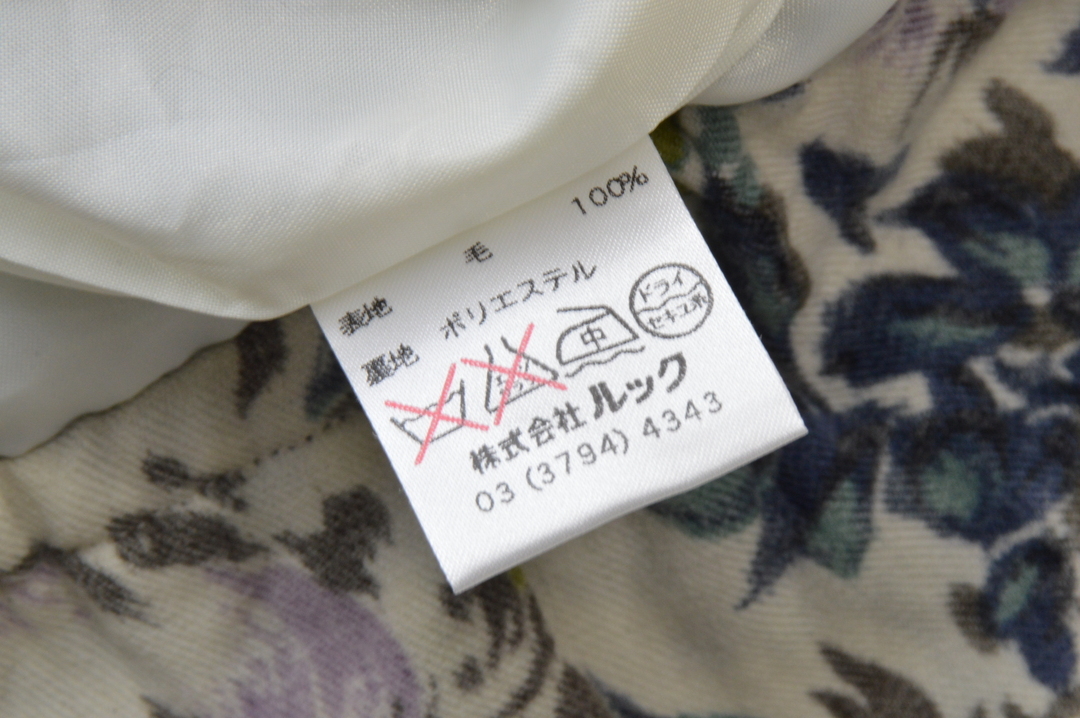 表地 毛 100%
裏地 ポリエステル
中
ドライ
セキユ系
株式会社ルック
03 (3794) 4343